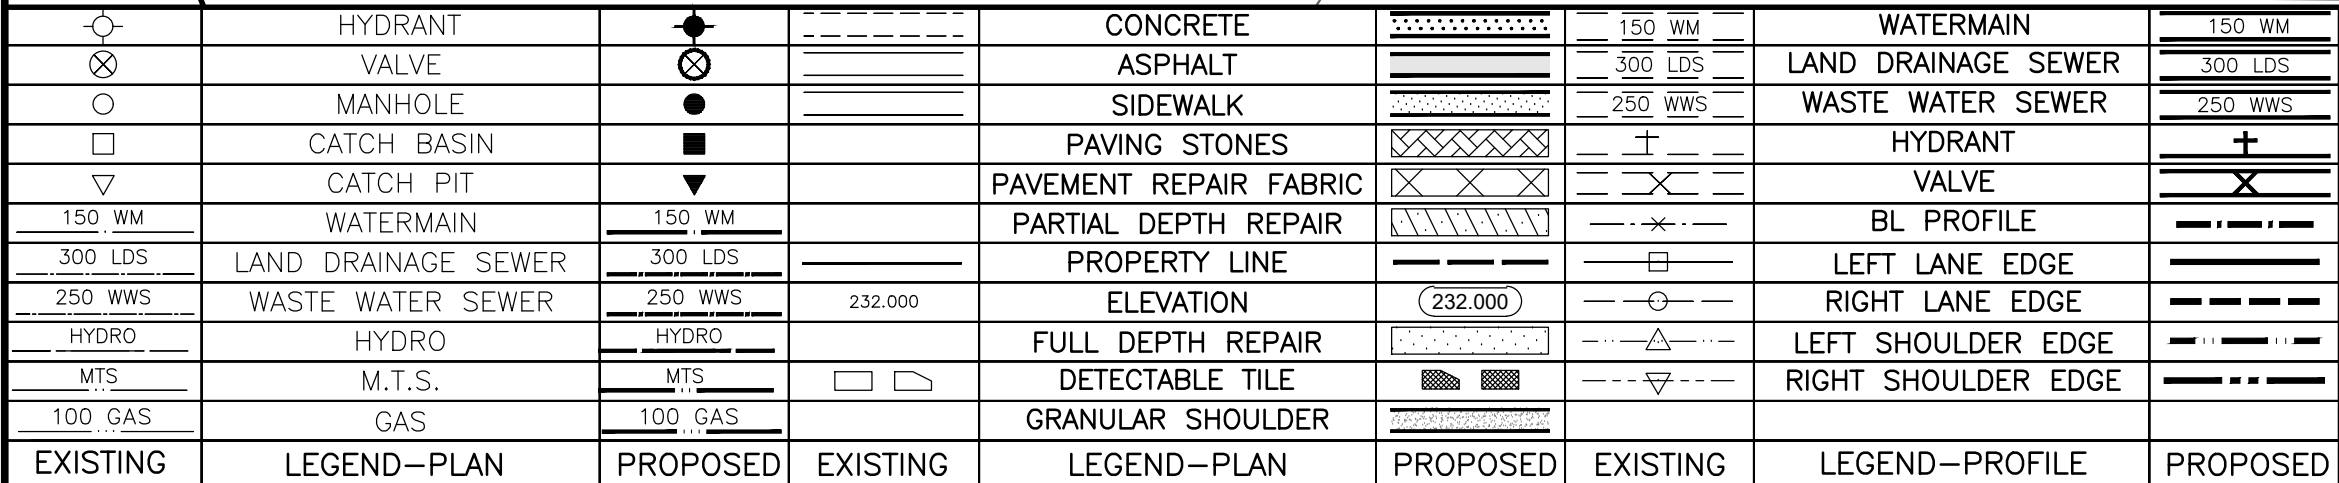 HYDRANT CONCRETE 150 WM WATERMAIN 150 WM
VALVE ASPHALT 300 LDS LAND DRAINAGE SEWER 300 LDS
MANHOLE SIDEWALK 250 WWS WASTE WATER SEWER 250 WWS
CATCH BASIN PAVING STONES HYDRANT
CATCH PIT PAVEMENT REPAIR FABRIC VALVE
150 WM WATERMAIN 150 WM PARTIAL DEPTH REPAIR BL PROFILE
300 LDS LAND DRAINAGE SEWER 300 LDS PROPERTY LINE LEFT LANE EDGE
250 WWS WASTE WATER SEWER 250 WWS 232.000 ELEVATION 232.000 RIGHT LANE EDGE
HYDRO HYDRO HYDRO FULL DEPTH REPAIR LEFT SHOULDER EDGE
MTS M.T.S. MTS DETECTABLE TILE RIGHT SHOULDER EDGE
100 GAS GAS 100 GAS GRANULAR SHOULDER
EXISTING LEGEND-PLAN PROPOSED EXISTING LEGEND-PLAN PROPOSED EXISTING LEGEND-PROFILE PROPOSED